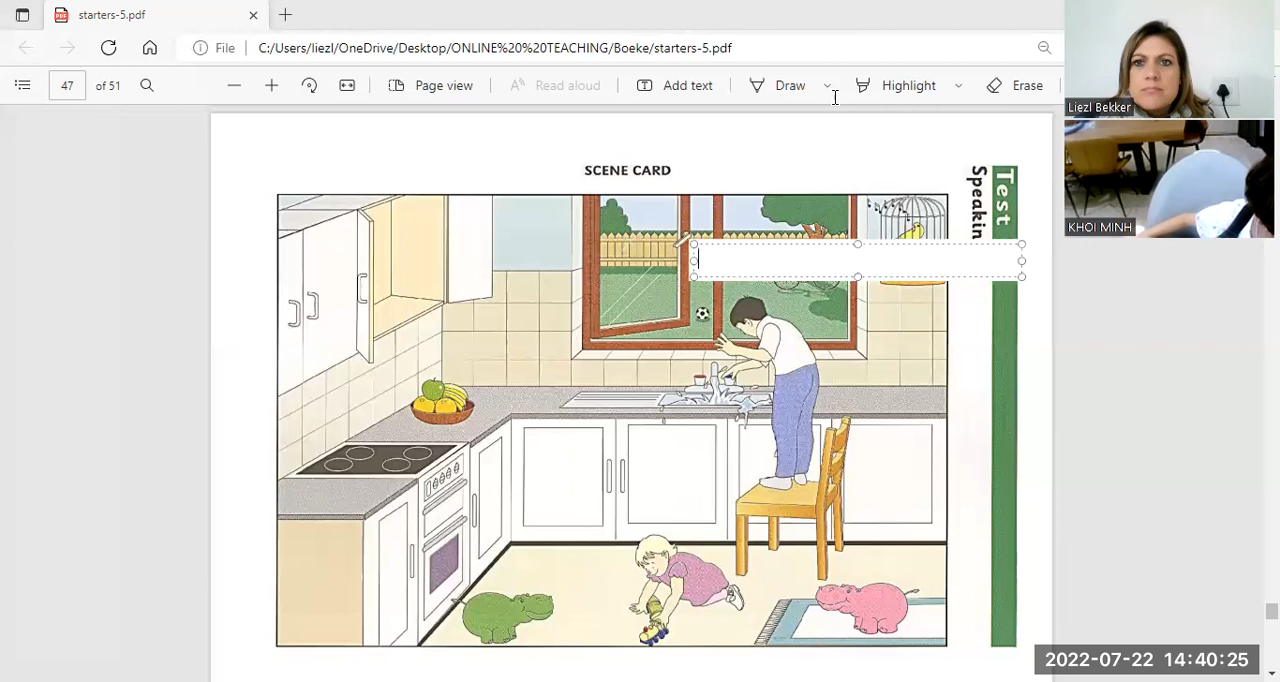 starters-5.pdf
File
C:/Users/liezl/OneDrive/Desktop/ONLINE%20%20TEACHING/Boeke/starters-5.pdf
47
of 51
Page view
Read aloud
Add text
Draw
Highlight
Erase
Liezl Bekker
KHOI MINH
SCENE CARD
Test
Speakin
2022-07-22 14:40:25